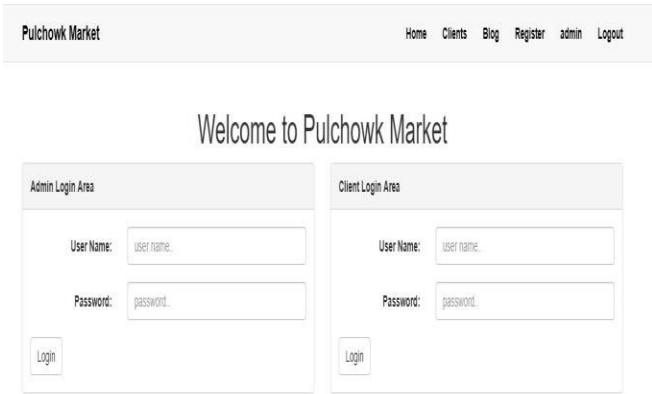 Pulchowk Market Home Clients Blog Register admin Logout
Welcome to Pulchowk Market
Admin Login Area
User Name: user name..
Password: password..
Login
Client Login Area
User Name: user name..
Password: password..
Login